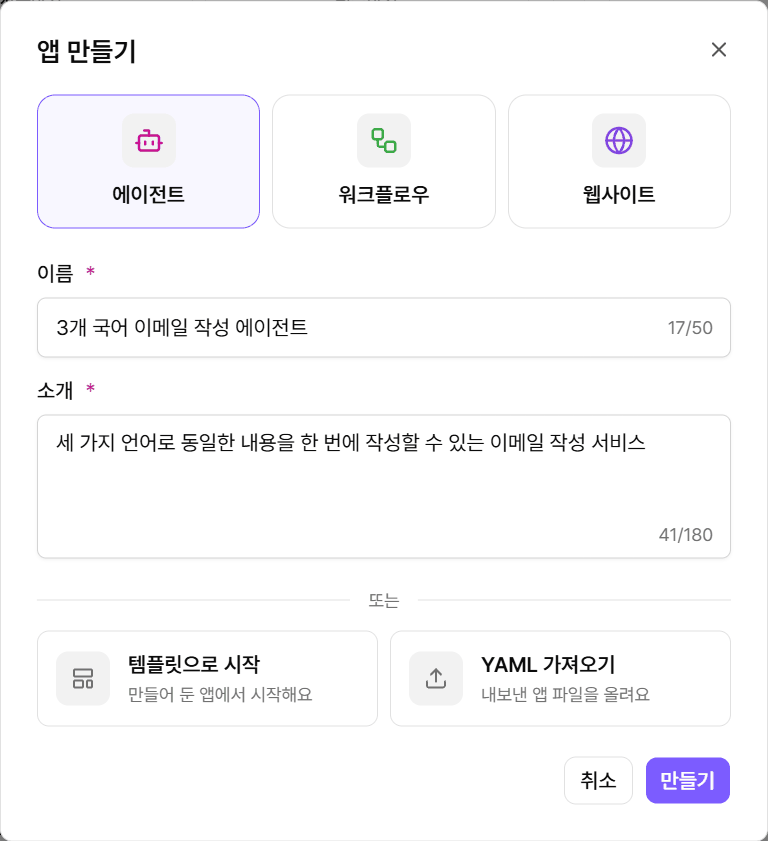 앱 만들기
에이전트
워크플로우
웹사이트
이름 *
3개 국어 이메일 작성 에이전트
17/50
소개 *
세 가지 언어로 동일한 내용을 한 번에 작성할 수 있는 이메일 작성 서비스
41/180
또는
템플릿으로 시작
만들어 둔 앱에서 시작해요
YAML 가져오기
내보낸 앱 파일을 올려요
취소
만들기